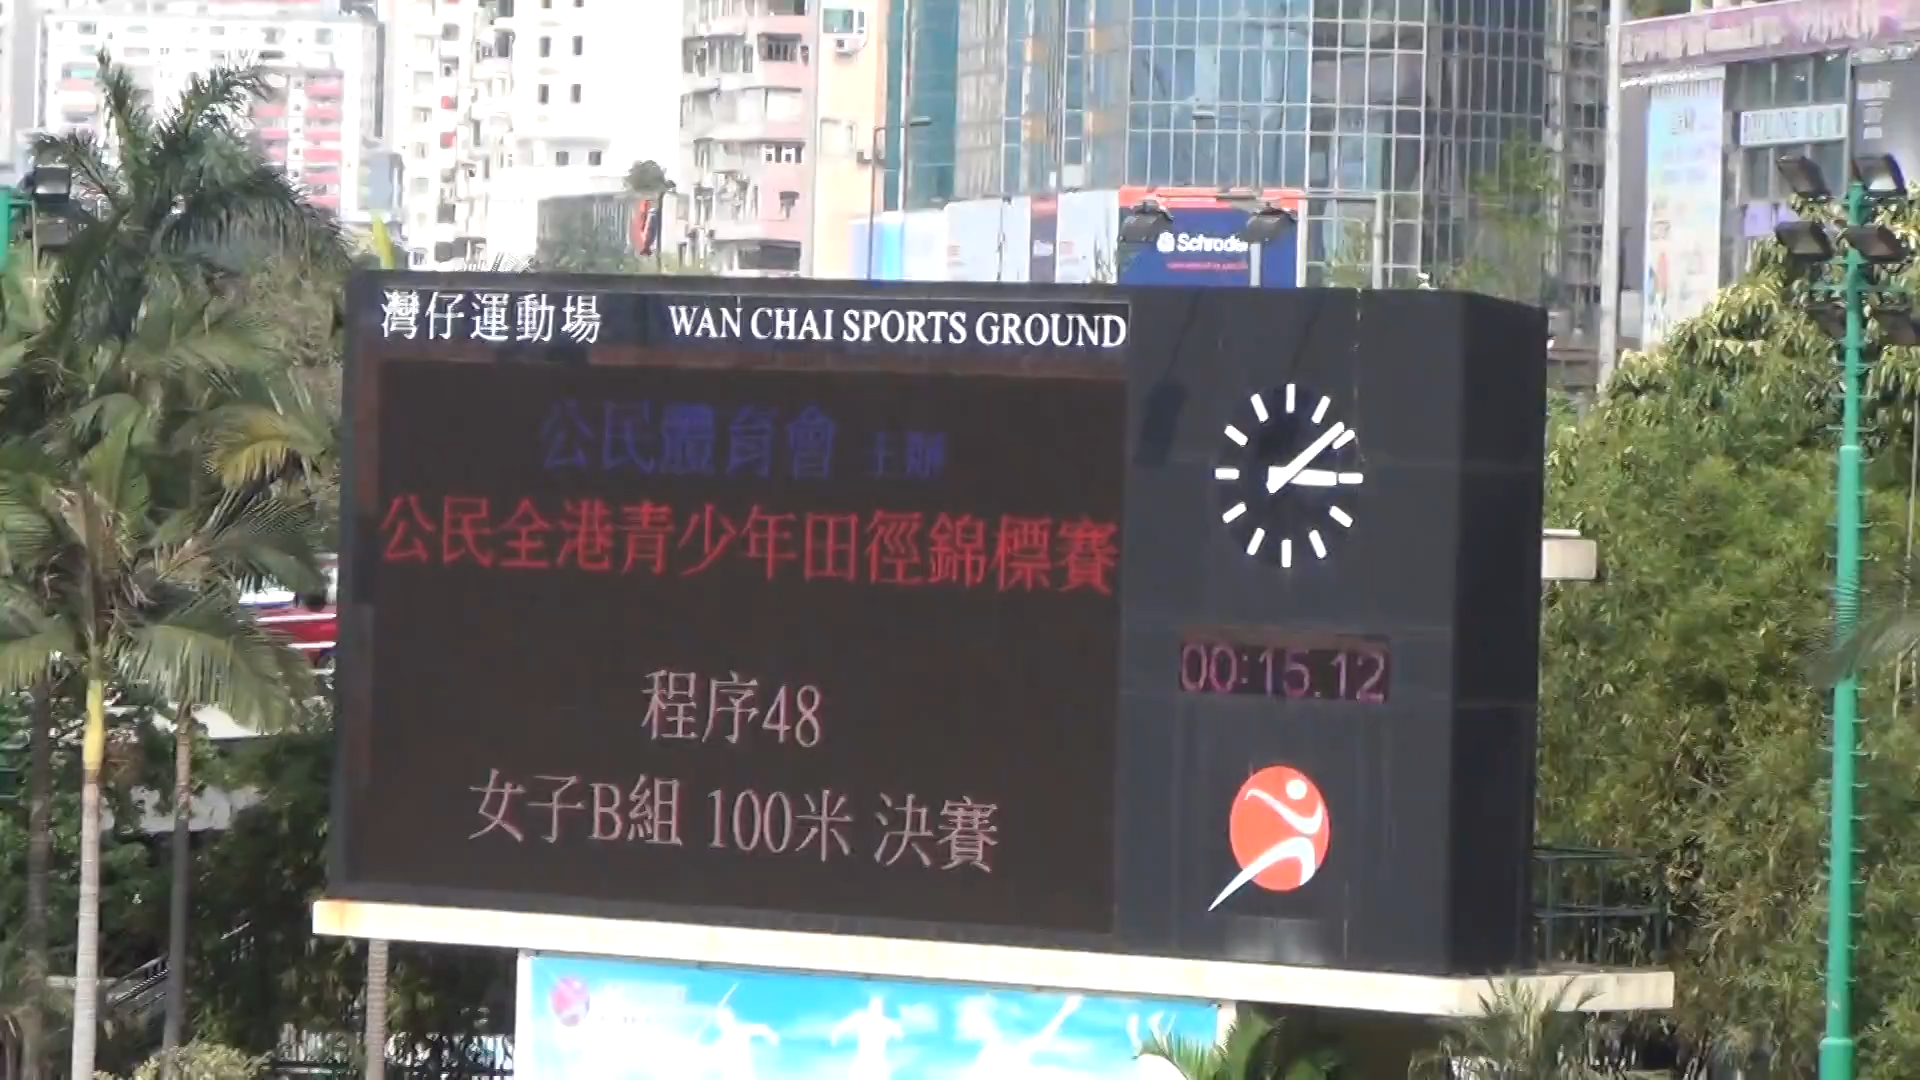 Schroder
灣仔運動場 WAN CHAI SPORTS GROUND
公民體育會 主辦
公民全港青少年田徑錦標賽
00:15.12
程序48
女子B組 100米 決賽